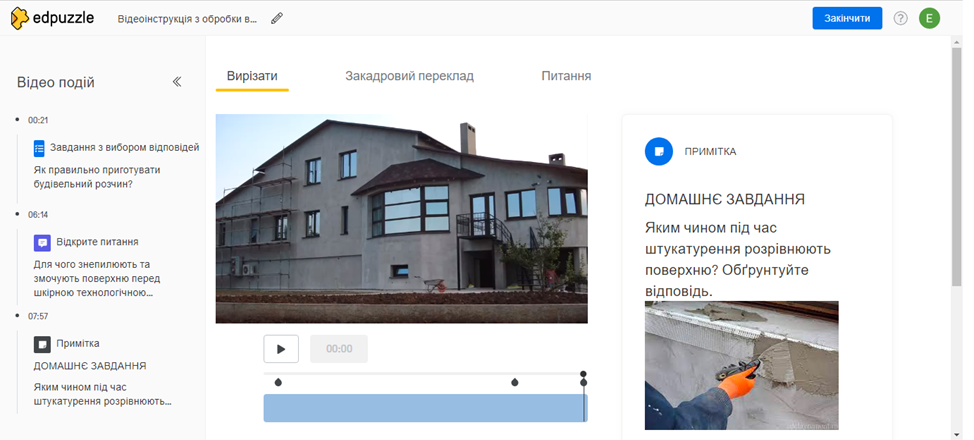 edpuzzle
Відеоінструкція з обробки в...
Закінчити
?
E
Відео подій
00:21
Завдання з вибором відповідей
Як правильно приготувати
будівельний розчин?
06:14
Відкрите питання
Для чого знепилюють та
змочують поверхню перед
шкірною технологічною...
07:57
Примітка
ДОМАШНЄ ЗАВДАННЯ
Яким чином під час
штукатурення розрівнюють...
Вирізати
Закадровий переклад
Питання
00:00
ПРИМІТКА
ДОМАШНЄ ЗАВДАННЯ
Яким чином під час
штукатурення розрівнюють
поверхню? Обґрунтуйте
відповідь.